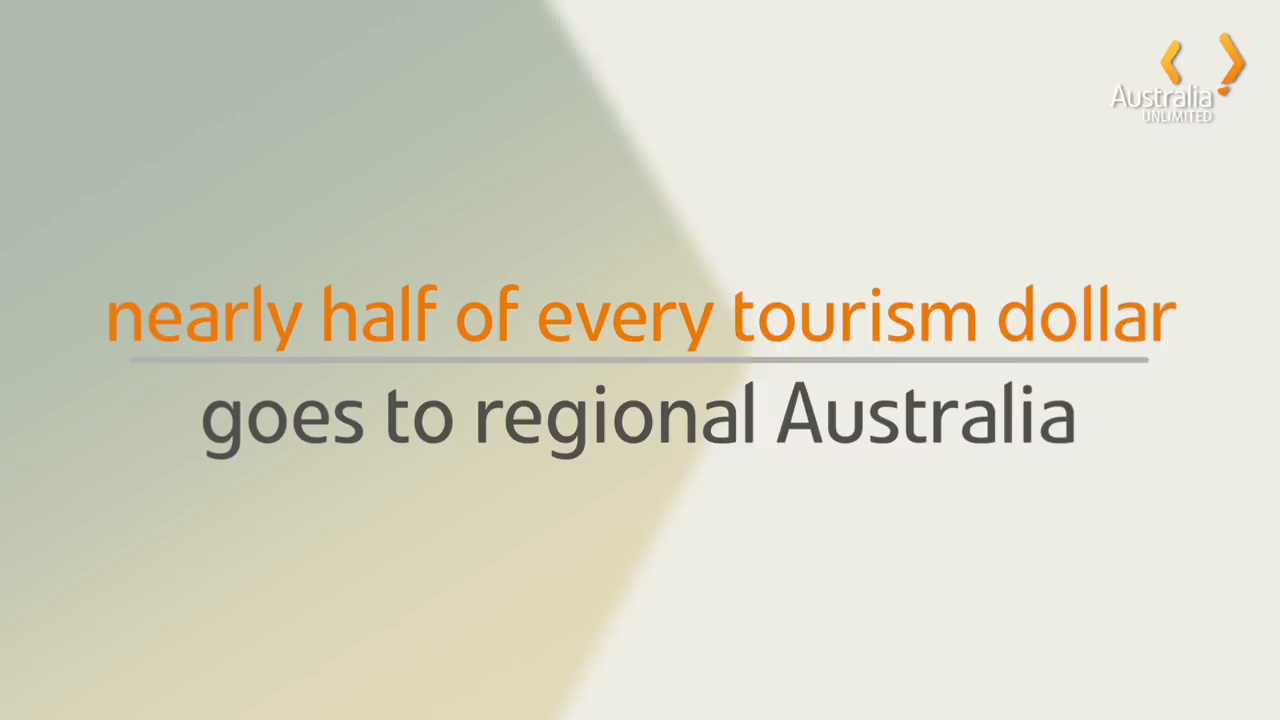 Australia
UNLIMITED
nearly half of every tourism dollar
goes to regional Australia